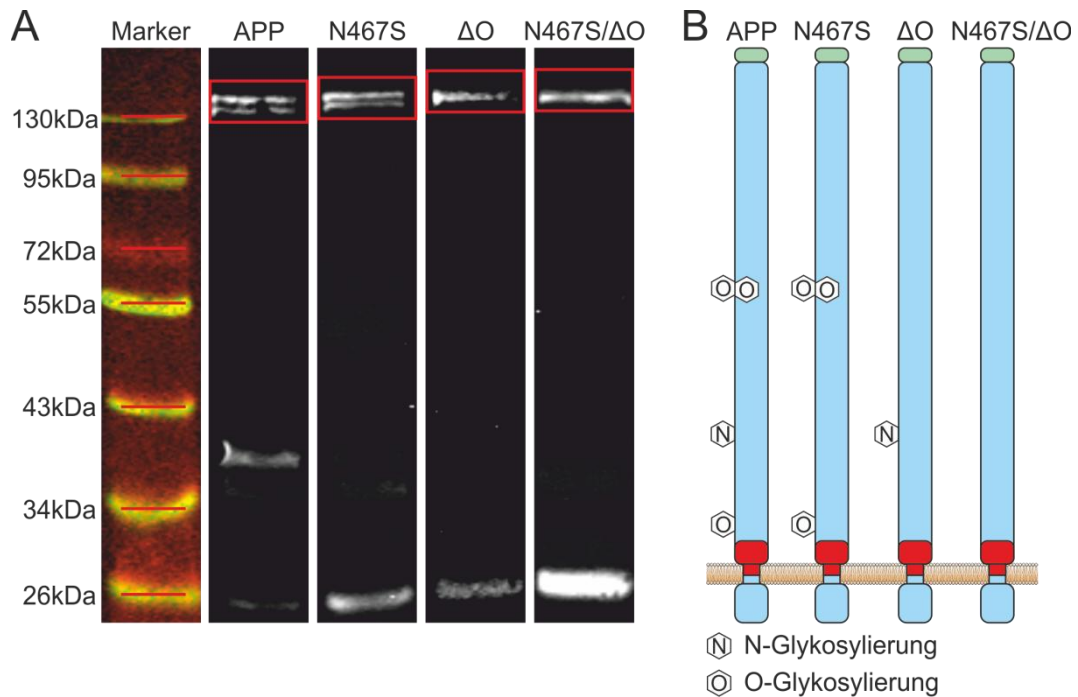 A
Marker APP N467S ΔO N467S/ΔO
130kDa
95kDa
72kDa
55kDa
43kDa
34kDa
26kDa
B
APP N467S ΔO N467S/ΔO
O O O O
N N
O O
N N-Glykosylierung
O O-Glykosylierung